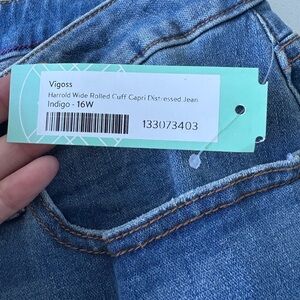 Vigoss
Harrold Wide Rolled Cuff Capri Distressed Jean
Indigo - 16W
133073403